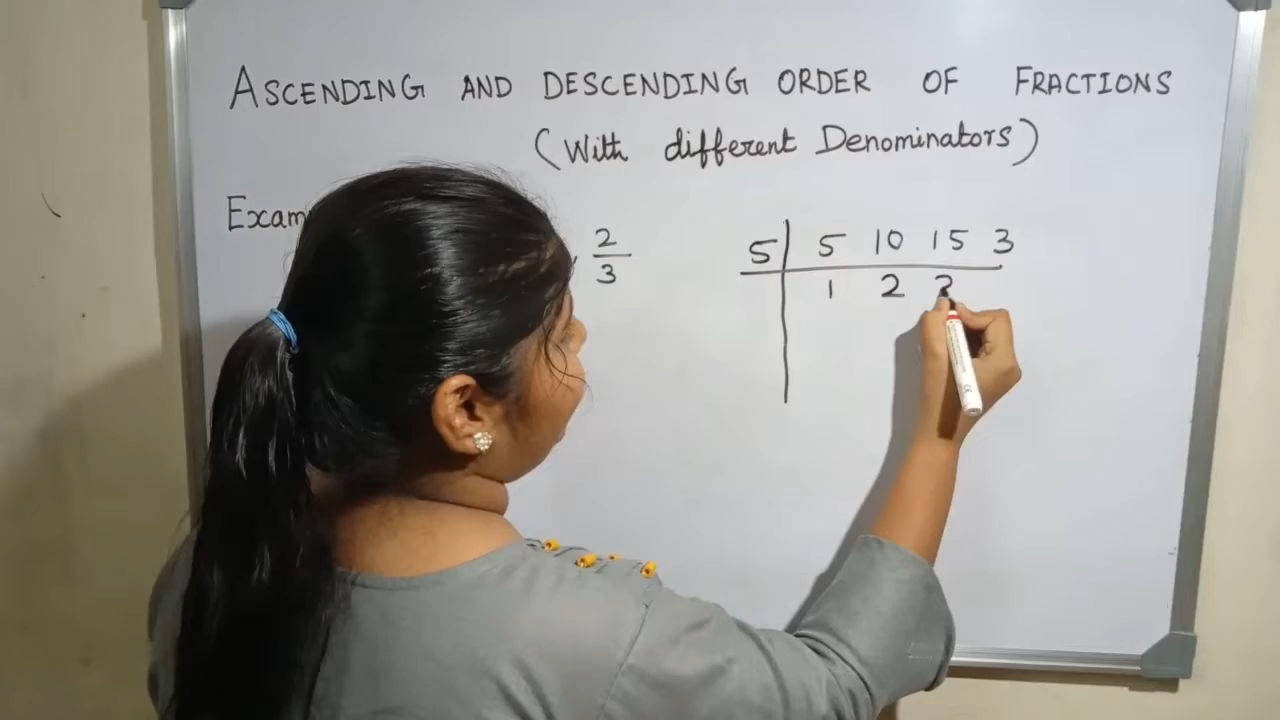 ASCENDING AND DESCENDING ORDER OF FRACTIONS
(With different Denominators)
2/3
5 | 5 10 15 3
1 2 3